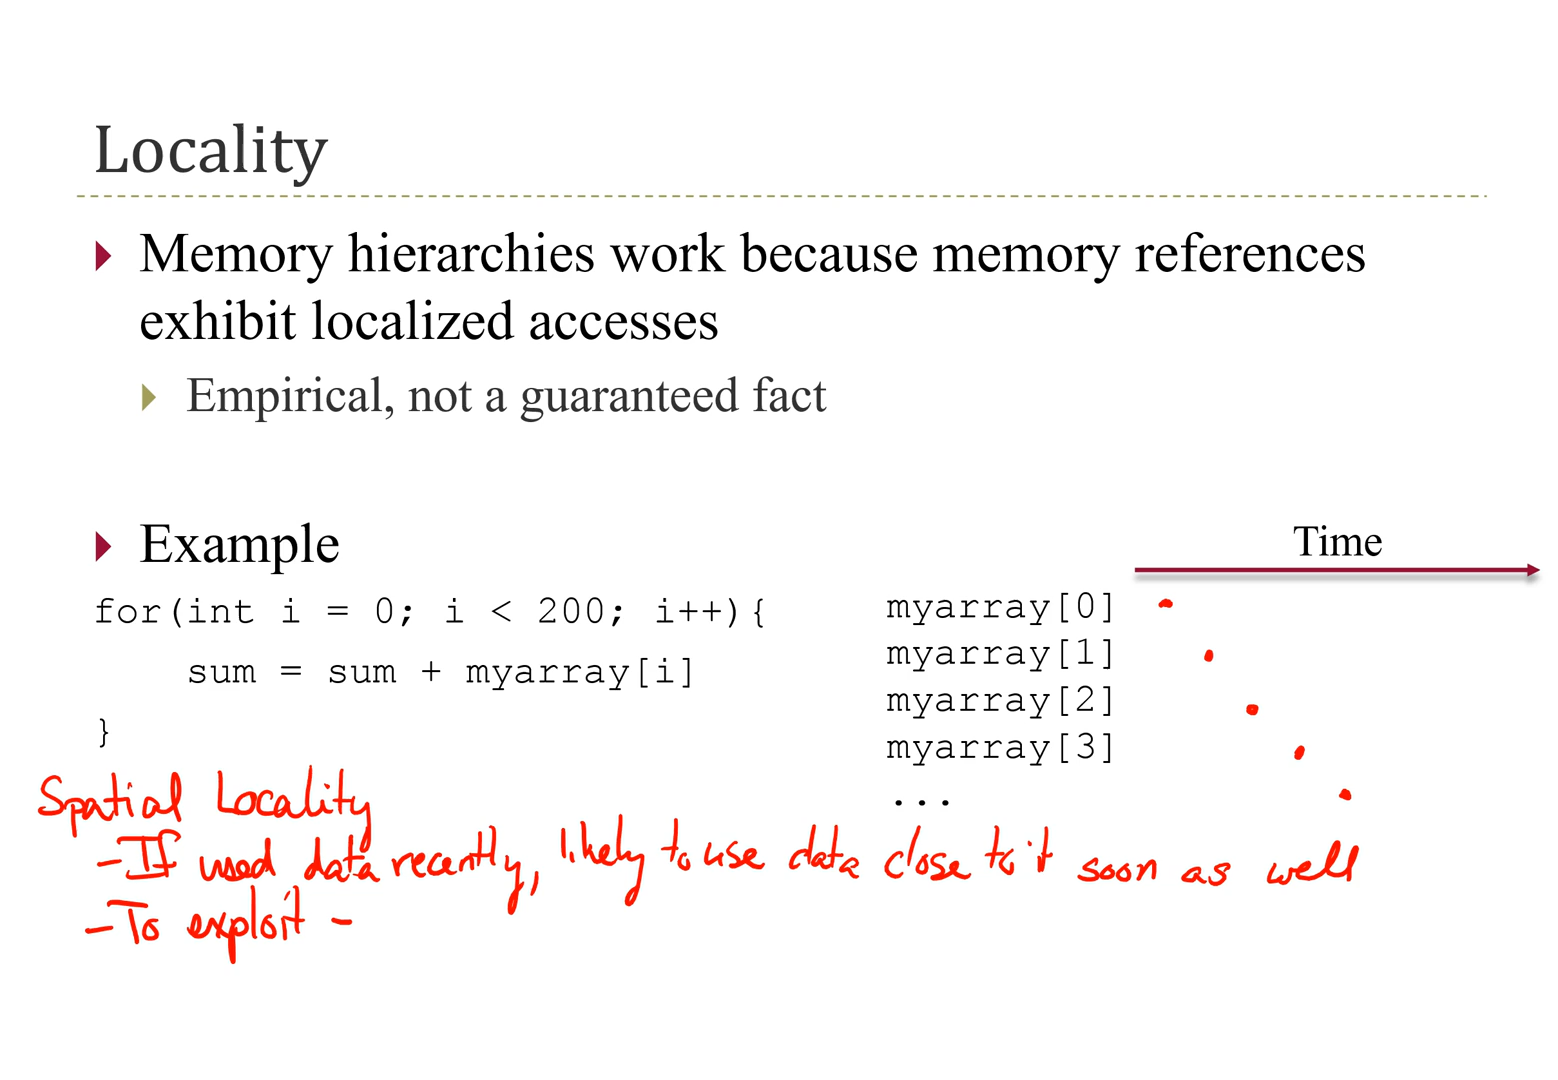 Locality
Memory hierarchies work because memory references
exhibit localized accesses
Empirical, not a guaranteed fact
Example
for(int i = 0; i < 200; i++){
sum = sum + myarray[i]
}
Time
myarray[0]
myarray[1]
myarray[2]
myarray[3]
...
Spatial Locality
- If used data recently, likely to use data close to it soon as well
- To exploit -